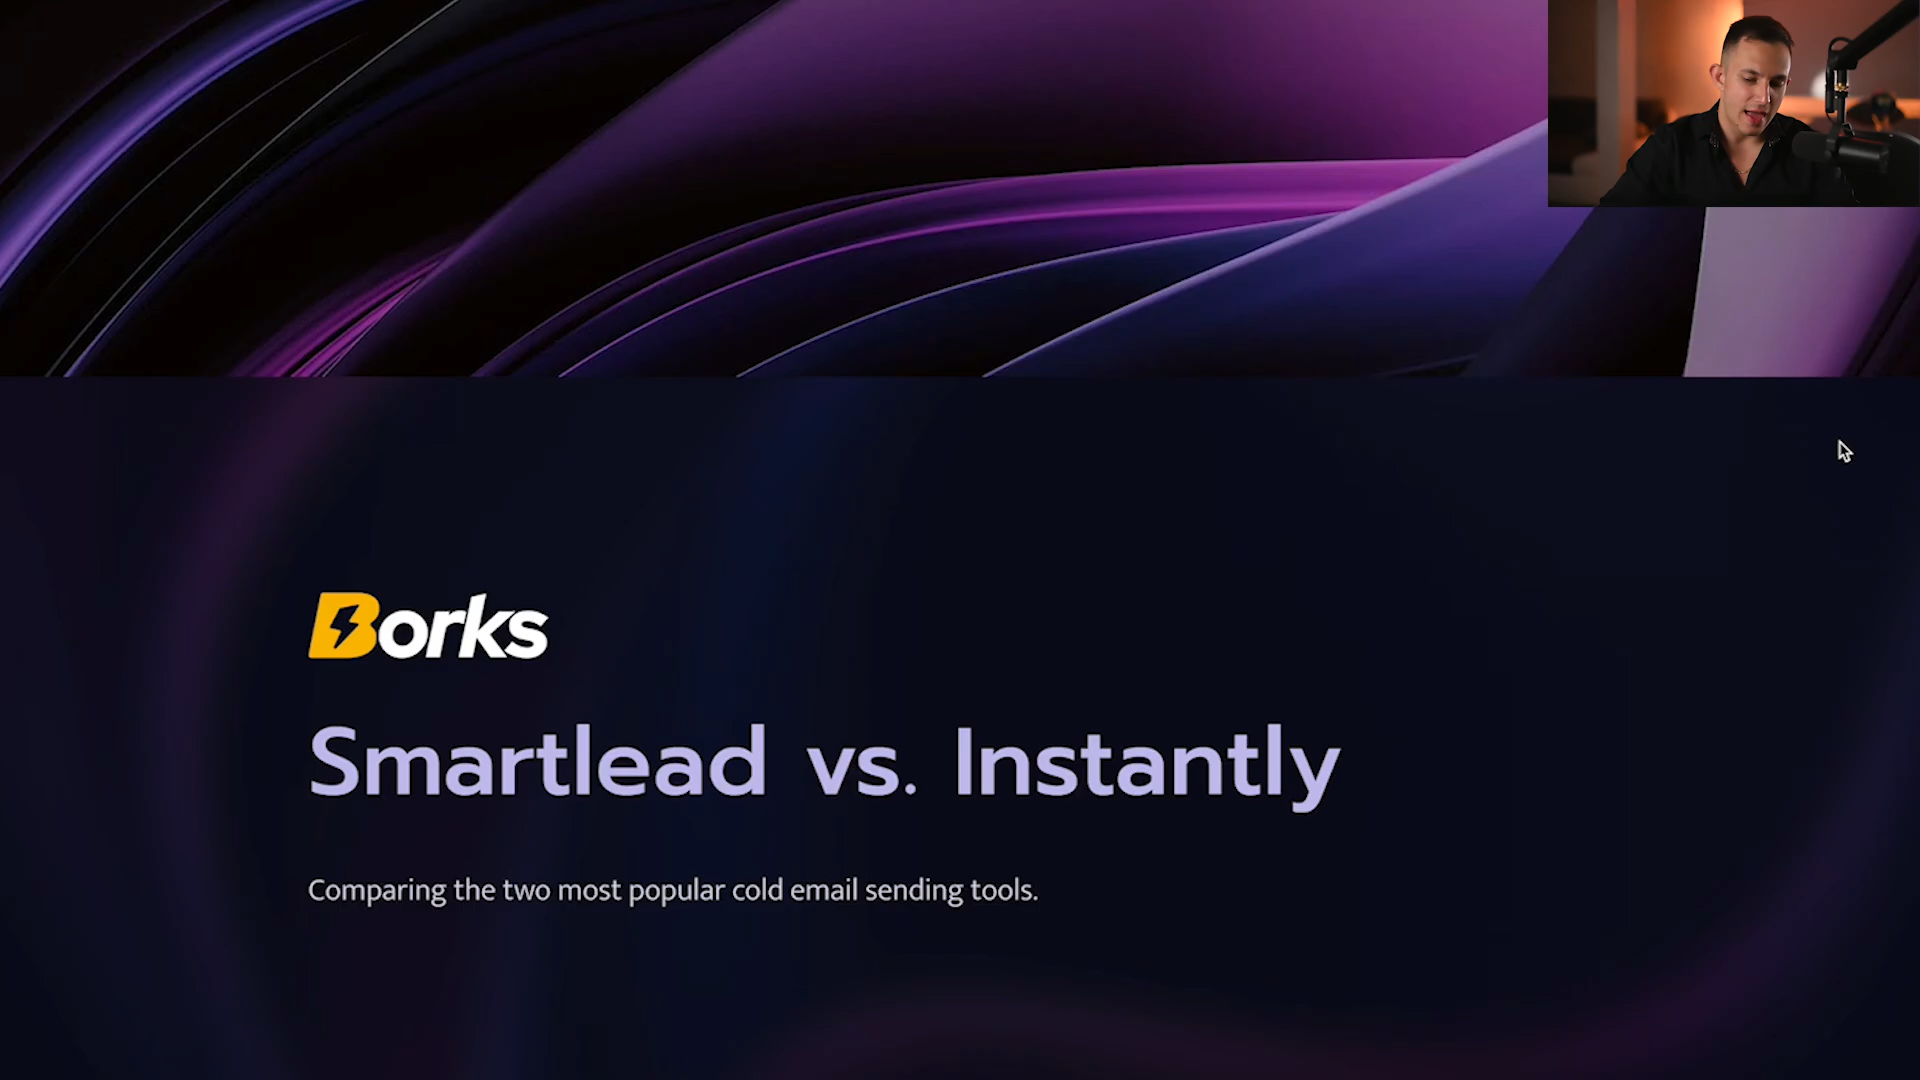 Borks
Smartlead vs. Instantly
Comparing the two most popular cold email sending tools.